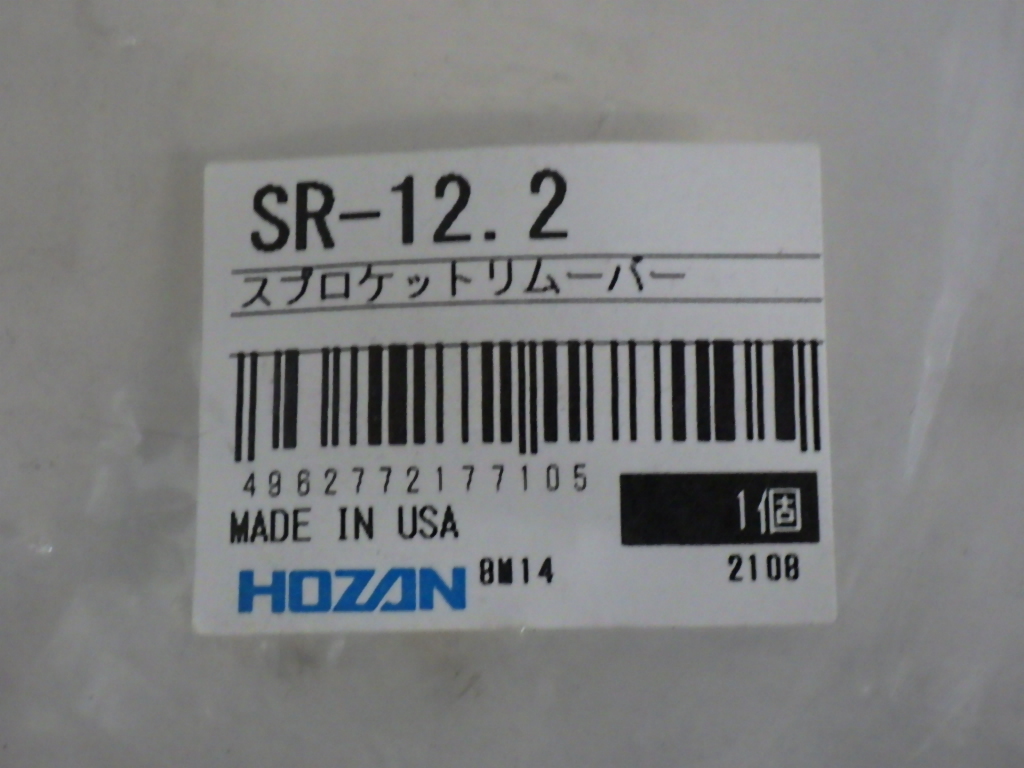 SR-12.2
スプロケットリムーバー
4962772177105
MADE IN USA
1個
HOZAN
8M14
2108